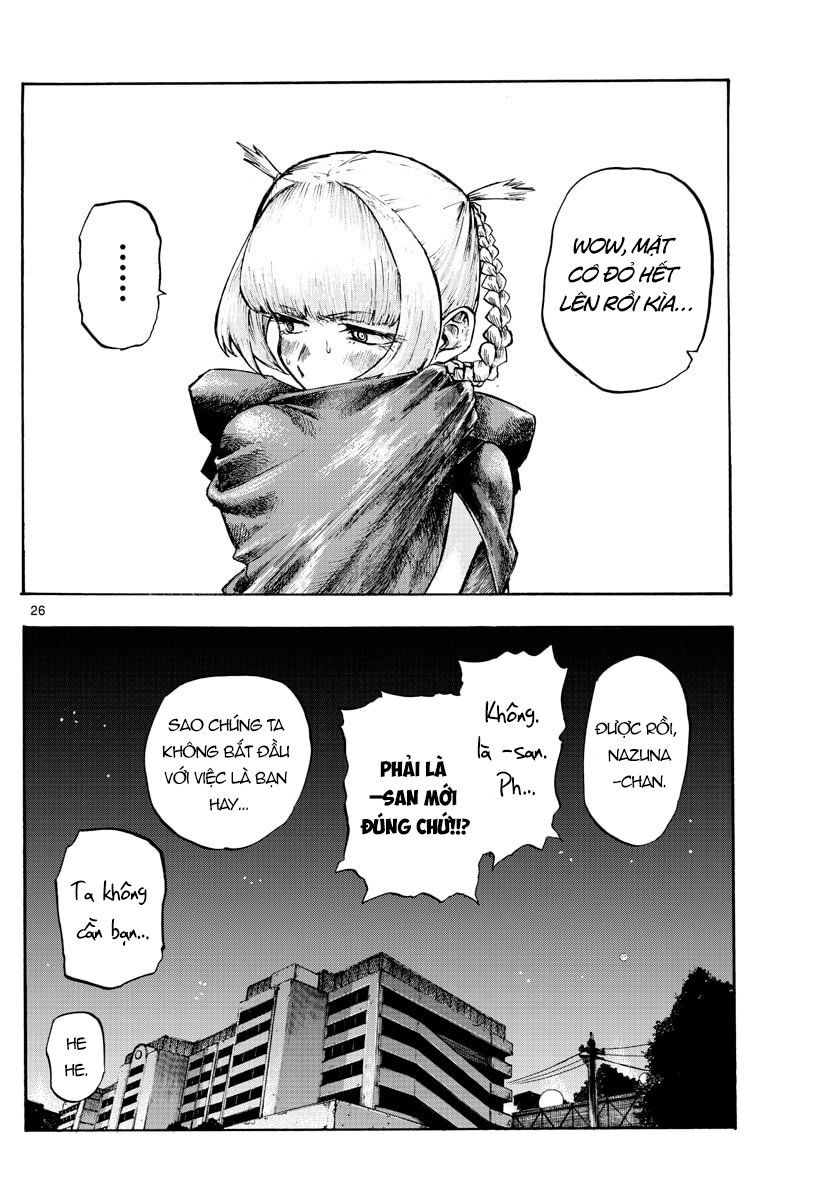 WOW, MẶT
CÔ ĐỎ HẾT
LÊN RỒI KÌA...
......
26
ĐƯỢC RỒI,
NAZUNA
-CHAN.
Không.
là -san.
Ph...
PHẢI LÀ
-SAN MỚI
ĐÚNG CHỨ!!?
SAO CHÚNG TA
KHÔNG BẮT ĐẦU
VỚI VIỆC LÀ BẠN
HAY...
Ta không
cần bạn...
HE
HE.